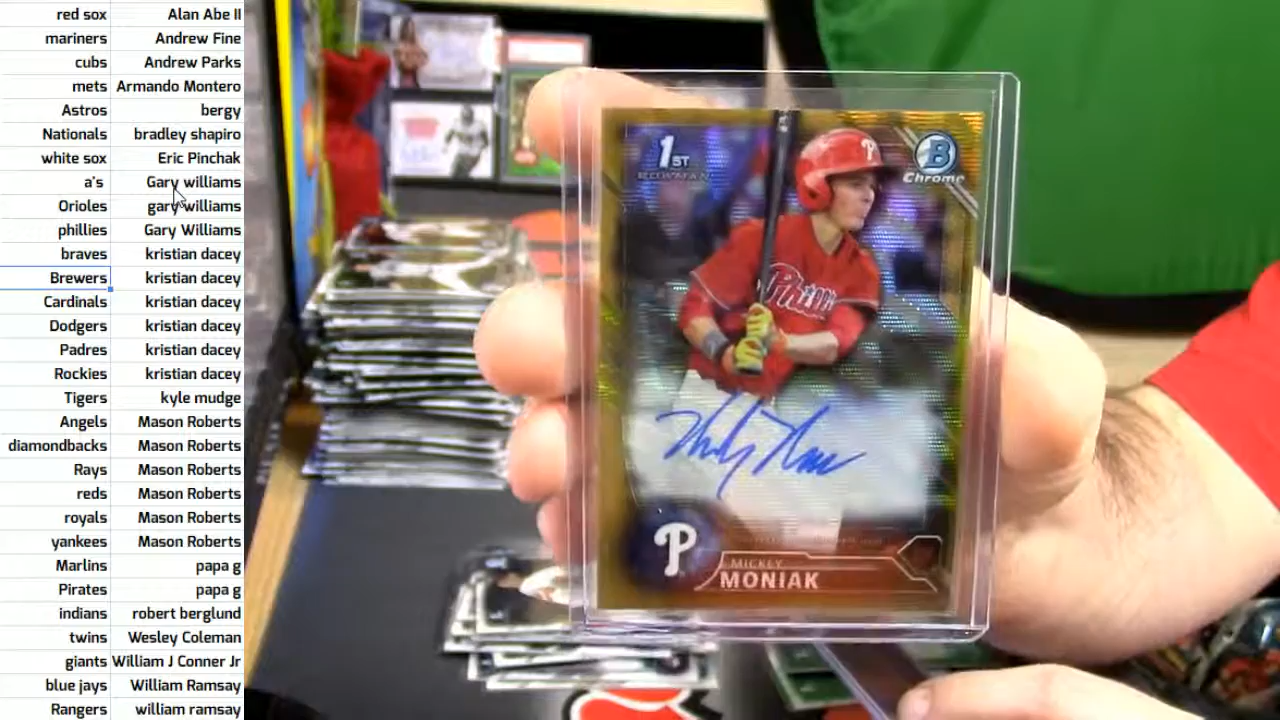 red sox Alan Abe II
mariners Andrew Fine
cubs Andrew Parks
mets Armando Montero
Astros bergy
Nationals bradley shapiro
white sox Eric Pinchak
a's Gary williams
Orioles gary williams
phillies Gary Williams
braves kristian dacey
Brewers kristian dacey
Cardinals kristian dacey
Dodgers kristian dacey
Padres kristian dacey
Rockies kristian dacey
Tigers kyle mudge
Angels Mason Roberts
diamondbacks Mason Roberts
Rays Mason Roberts
reds Mason Roberts
royals Mason Roberts
yankees Mason Roberts
Marlins papa g
Pirates papa g
indians robert berglund
twins Wesley Coleman
giants William J Conner Jr
blue jays William Ramsay
Rangers william ramsay
1ST
BOWMAN
B
Chrome
P
Phillies
P
MICKEY
MONIAK